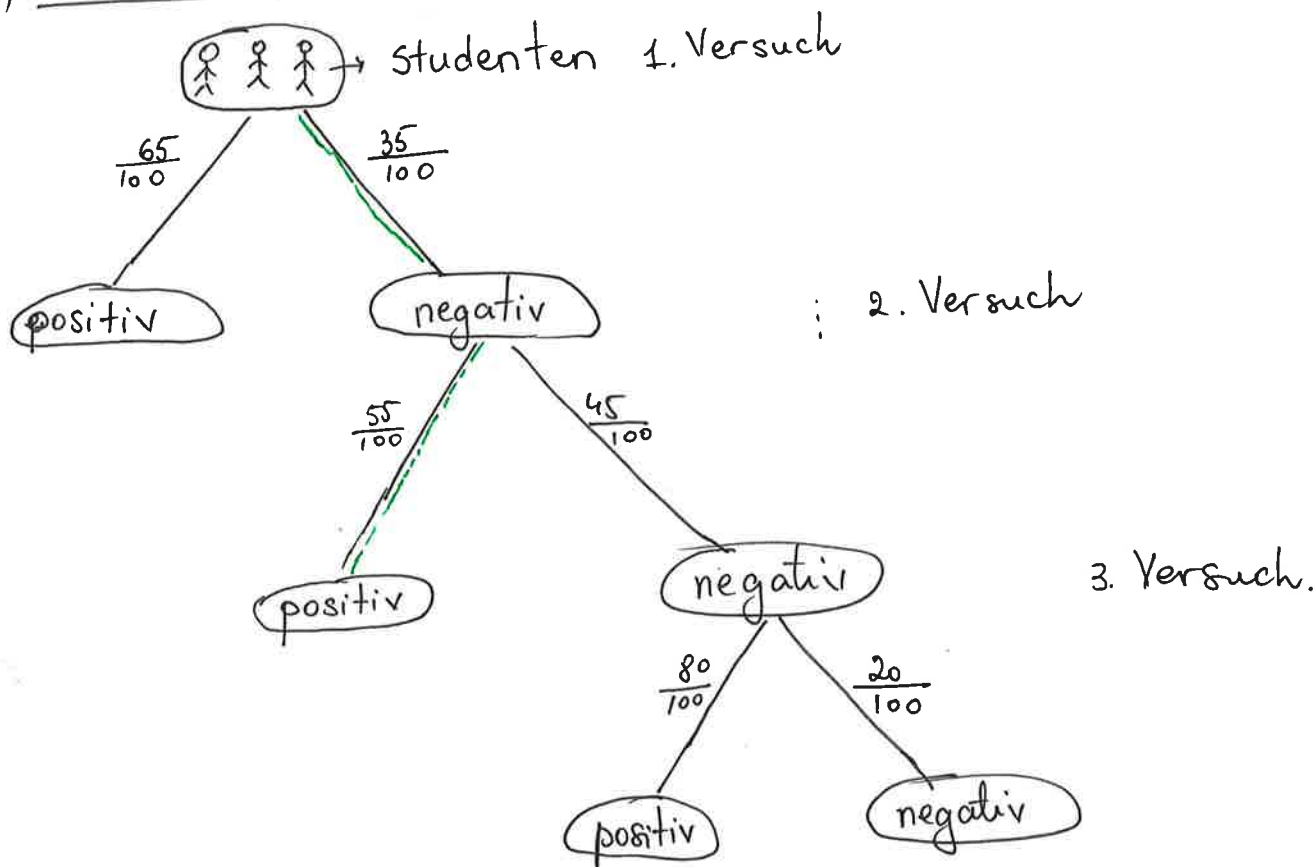 )
Studenten 1. Versuch
65/100 35/100
positiv negativ : 2. Versuch
55/100 45/100
positiv negativ 3. Versuch.
80/100 20/100
positiv negativ